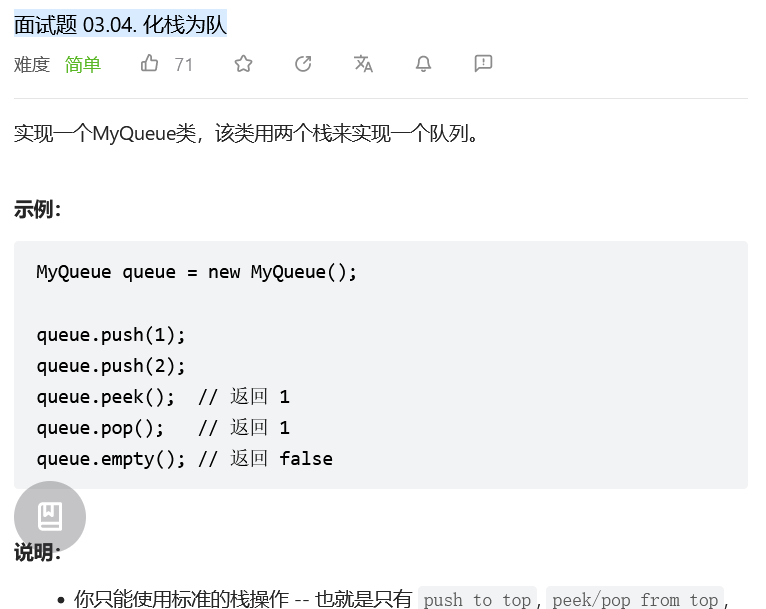 面试题 03.04. 化栈为队
难度 简单 71
实现一个MyQueue类，该类用两个栈来实现一个队列。
示例：
MyQueue queue = new MyQueue();
queue.push(1);
queue.push(2);
queue.peek();  // 返回 1
queue.pop();   // 返回 1
queue.empty(); // 返回 false
说明：
• 你只能使用标准的栈操作 -- 也就是只有 push to top, peek/pop from top,